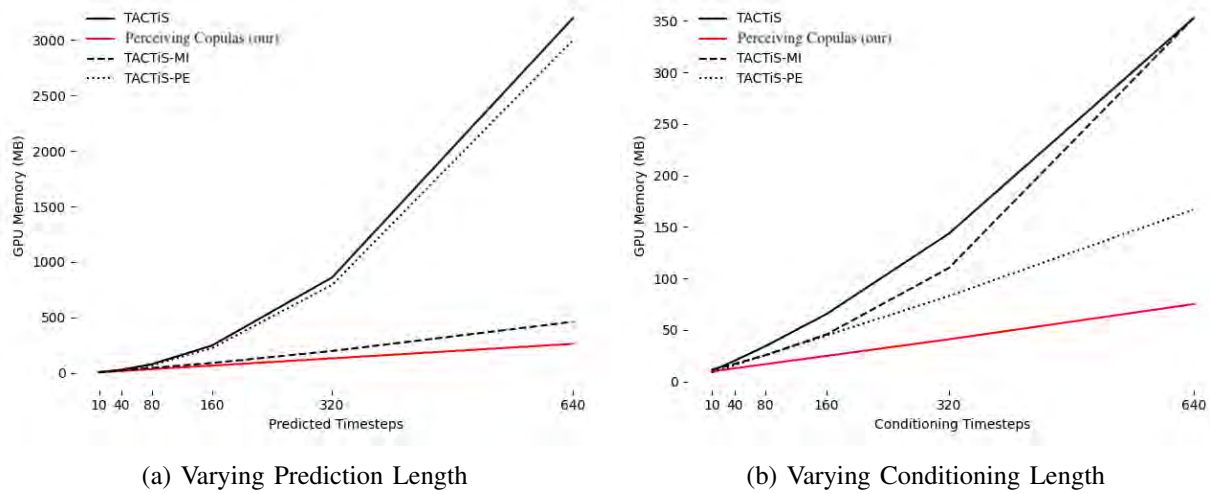 TACTiS
Perceiving Copulas (our)
TACTiS-MI
TACTiS-PE
3000
2500
2000
1500
1000
500
0
GPU Memory (MB)
10 40 80 160 320 640
Predicted Timesteps
(a) Varying Prediction Length
TACTiS
Perceiving Copulas (our)
TACTiS-MI
TACTiS-PE
350
300
250
200
150
100
50
0
GPU Memory (MB)
10 40 80 160 320 640
Conditioning Timesteps
(b) Varying Conditioning Length